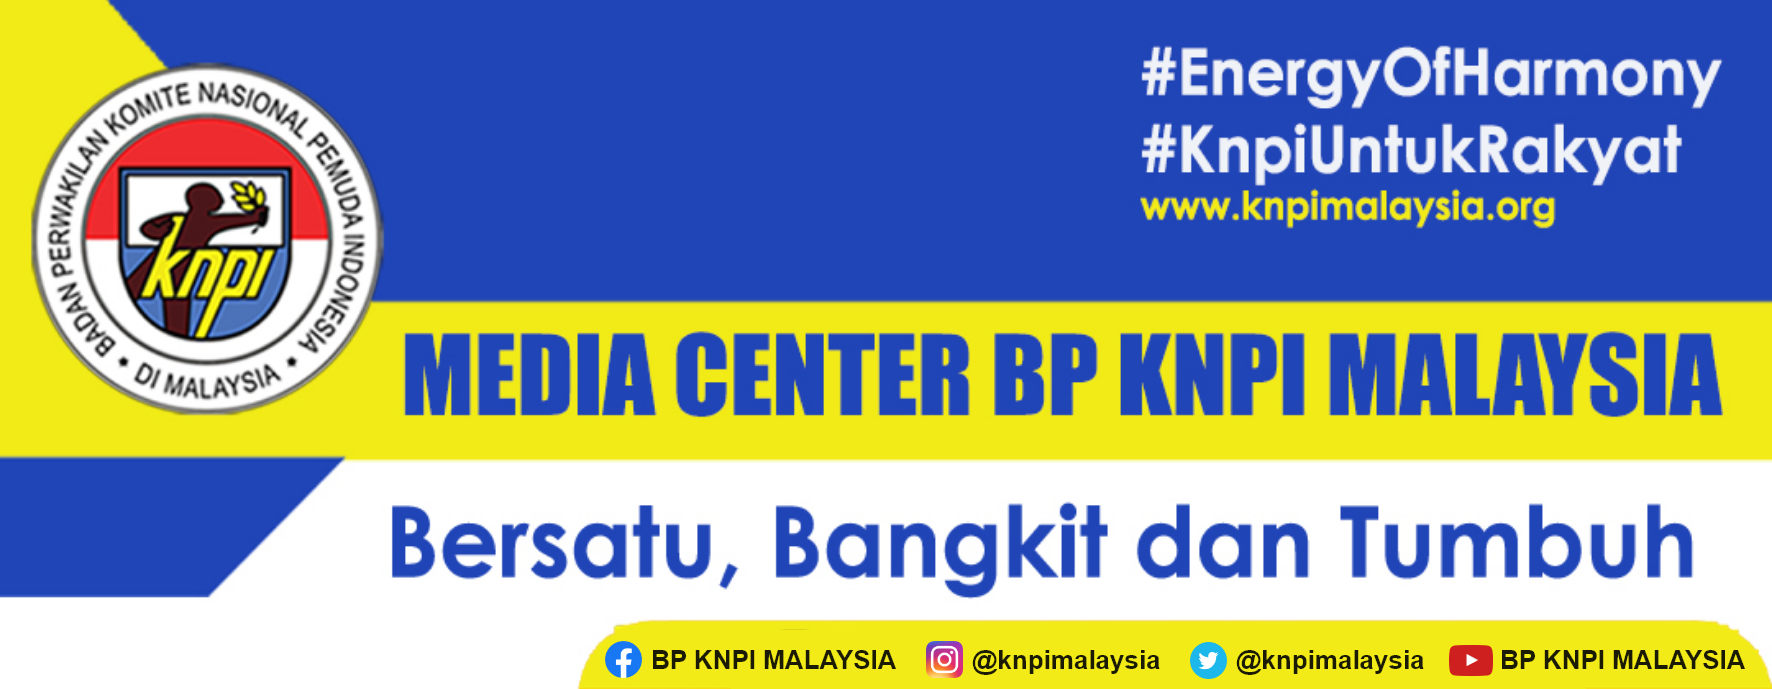 BADAN PERWAKILAN KOMITE NASIONAL PEMUDA INDONESIA
• DI MALAYSIA •
knpi
#EnergyOfHarmony
#KnpiUntukRakyat
www.knpimalaysia.org
MEDIA CENTER BP KNPI MALAYSIA
Bersatu, Bangkit dan Tumbuh
BP KNPI MALAYSIA @knpimalaysia @knpimalaysia BP KNPI MALAYSIA